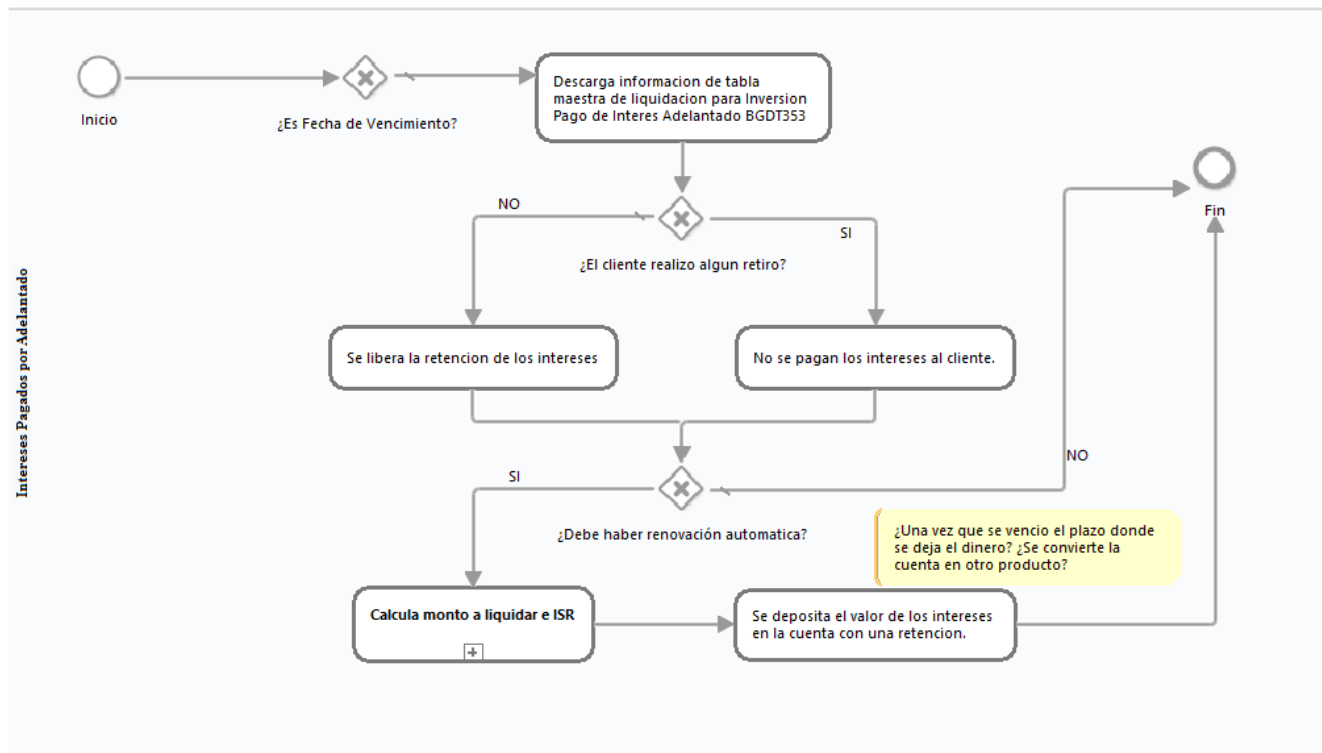 Intereses Pagados por Adelantado
Inicio
¿Es Fecha de Vencimiento?
Descarga informacion de tabla
maestra de liquidacion para Inversion
Pago de Interes Adelantado BGDT353
Fin
NO
SI
¿El cliente realizo algun retiro?
Se libera la retencion de los intereses
No se pagan los intereses al cliente.
SI
NO
¿Debe haber renovación automatica?
¿Una vez que se vencio el plazo donde
se deja el dinero? ¿Se convierte la
cuenta en otro producto?
Calcula monto a liquidar e ISR
Se deposita el valor de los intereses
en la cuenta con una retencion.